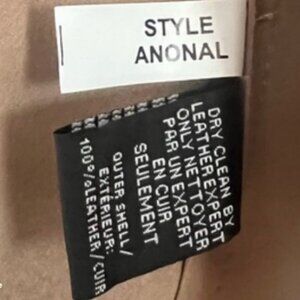 STYLE
ANONAL
DRY CLEAN BY
LEATHER EXPERT
ONLY NETTOYER
PAR UN EXPERT
EN CUIR
SEULEMENT
OUTER SHELL/
EXTÉRIEUR:
100%LEATHER/CUIR